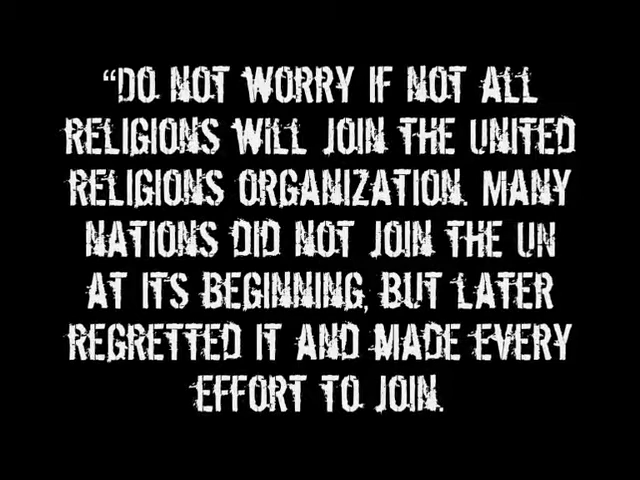 “DO NOT WORRY IF NOT ALL
RELIGIONS WILL JOIN THE UNITED
RELIGIONS ORGANIZATION. MANY
NATIONS DID NOT JOIN THE UN
AT ITS BEGINNING, BUT LATER
REGRETTED IT AND MADE EVERY
EFFORT TO JOIN.